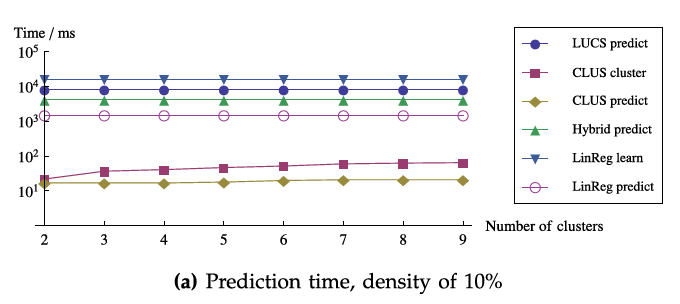 Time / ms
10^5
10^4
10^3
10^2
10^1
2 3 4 5 6 7 8 9
Number of clusters
LUCS predict
CLUS cluster
CLUS predict
Hybrid predict
LinReg learn
LinReg predict
(a) Prediction time, density of 10%